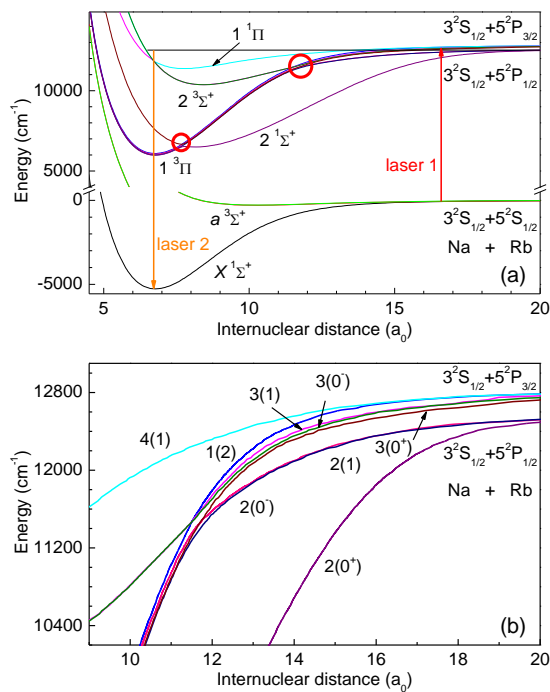 3²S₁/₂+5²P₃/₂
1 ¹Π
10000
2 ³Σ⁺
3²S₁/₂+5²P₁/₂
8000
2 ¹Σ⁺
6000
1 ³Π
laser 1
Energy (cm⁻¹)
0
a ³Σ⁺
3²S₁/₂+5²S₁/₂
laser 2
Na + Rb
X ¹Σ⁺
-5000
(a)
5 10 15 20
Internuclear distance (a₀)
12800
3²S₁/₂+5²P₃/₂
3(0⁻)
3(1)
4(1)
1(2)
3(0⁺)
3²S₁/₂+5²P₁/₂
12000
2(1)
Na + Rb
2(0⁻)
Energy (cm⁻¹)
11200
2(0⁺)
10400
(b)
10 12 14 16 18 20
Internuclear distance (a₀)